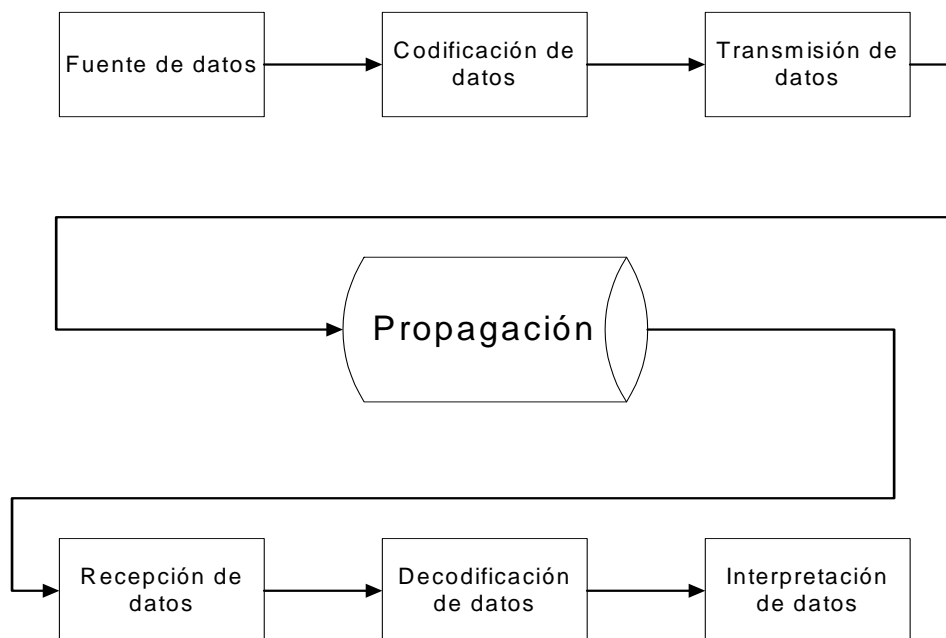 Fuente de datos
Codificación de
datos
Transmisión de
datos
Propagación
Recepción de
datos
Decodificación
de datos
Interpretación
de datos